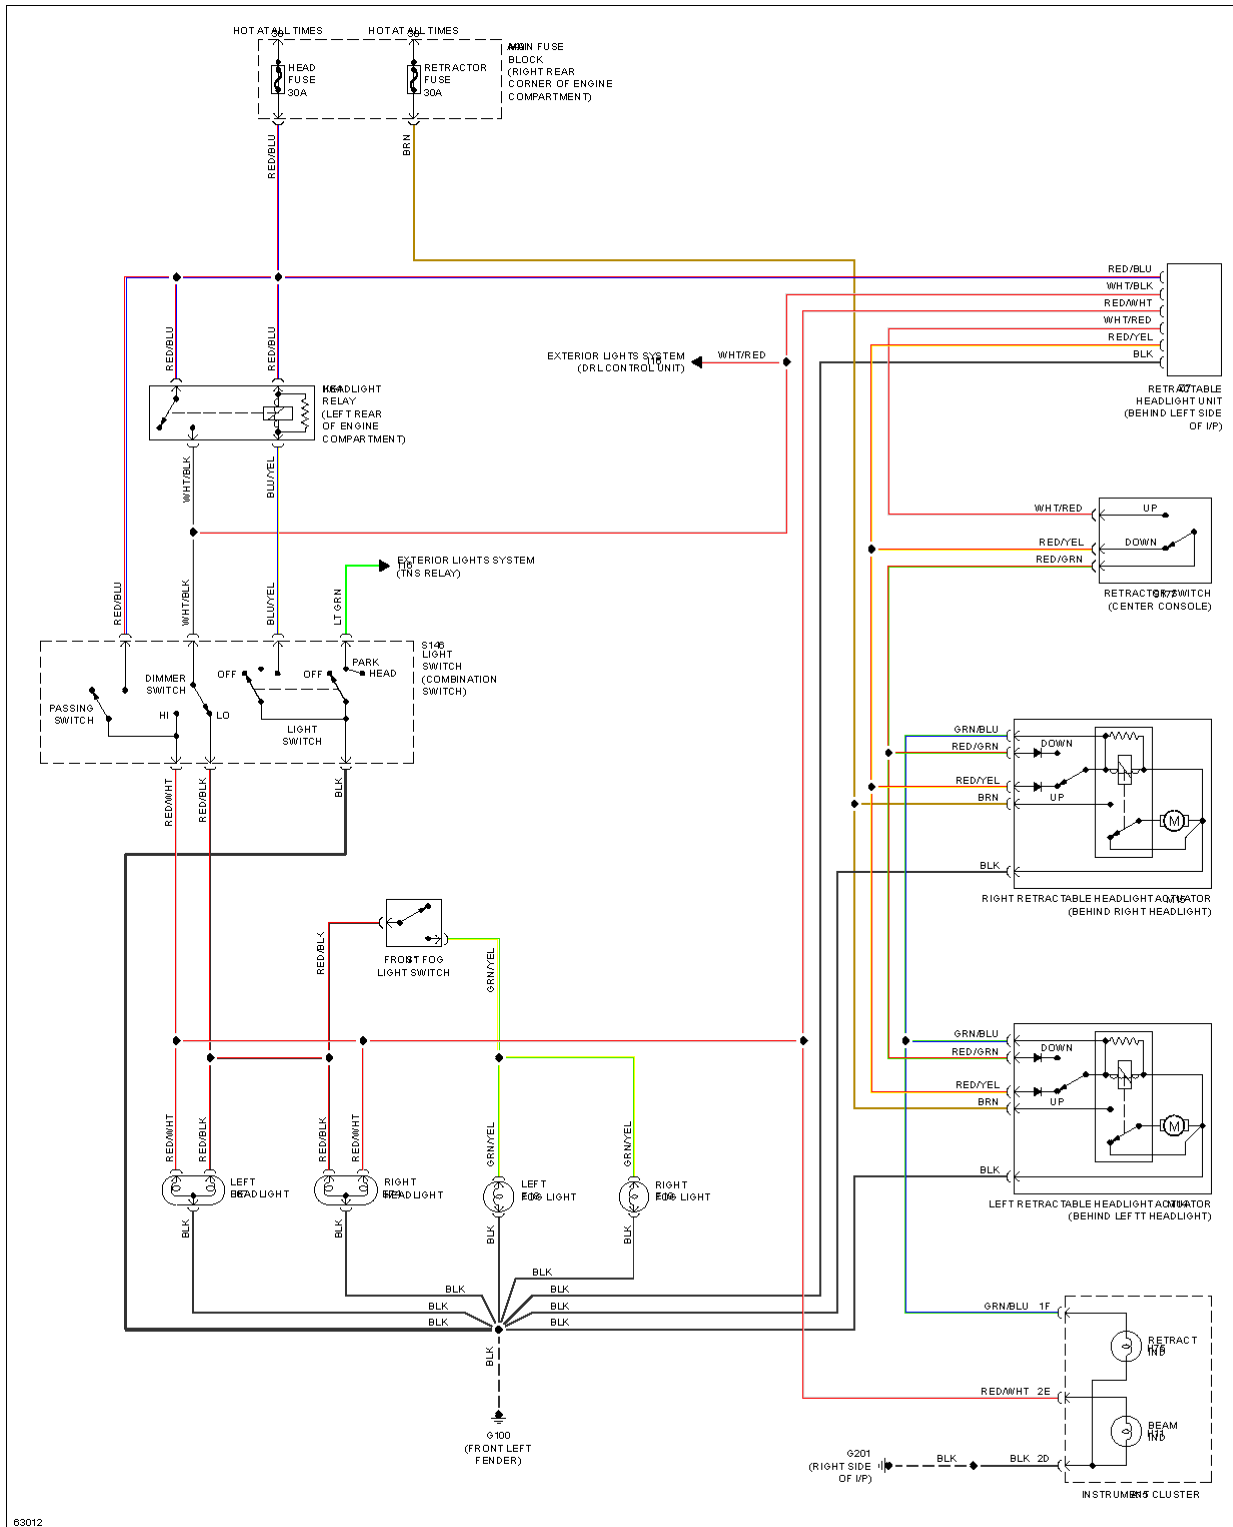 HOT AT ALL TIMES
HOT AT ALL TIMES
HEAD
FUSE
30A
RETRACTOR
FUSE
30A
MAIN FUSE
BLOCK
(RIGHT REAR
CORNER OF ENGINE
COMPARTMENT)
RED/BLU
BRN
RED/BLU
WHT/BLK
RED/WHT
WHT/RED
RED/YEL
BLK
RETRACTABLE
HEADLIGHT UNIT
(BEHIND LEFT SIDE
OF I/P)
EXTERIOR LIGHTS SYSTEM
(DRL CONTROL UNIT)
WHT/RED
RED/BLU
RED/BLU
HEADLIGHT
RELAY
(LEFT REAR
OF ENGINE
COMPARTMENT)
WHT/BLK
BLU/YEL
WHT/RED
UP
RED/YEL
DOWN
RED/GRN
RETRACTOR SWITCH
(CENTER CONSOLE)
EXTERIOR LIGHTS SYSTEM
(TNS RELAY)
RED/BLU
WHT/BLK
BLU/YEL
LT GRN
S146
LIGHT
SWITCH
(COMBINATION
SWITCH)
PASSING
SWITCH
DIMMER
SWITCH
HI
LO
OFF
OFF
PARK
HEAD
LIGHT
SWITCH
RED/WHT
RED/BLK
BLK
GRN/BLU
RED/GRN
DOWN
RED/YEL
BRN
UP
M
BLK
RIGHT RETRACTABLE HEADLIGHT ACTUATOR
(BEHIND RIGHT HEADLIGHT)
RED/BLK
FRONT FOG
LIGHT SWITCH
GRN/YEL
GRN/BLU
RED/GRN
DOWN
RED/YEL
BRN
UP
M
BLK
LEFT RETRACTABLE HEADLIGHT ACTUATOR
(BEHIND LEFTT HEADLIGHT)
RED/WHT
RED/BLK
RED/BLK
RED/WHT
GRN/YEL
GRN/YEL
LEFT
HEADLIGHT
RIGHT
HEADLIGHT
LEFT
FOG LIGHT
RIGHT
FOG LIGHT
BLK
BLK
BLK
BLK
BLK
BLK
BLK
BLK
BLK
BLK
BLK
BLK
G100
(FRONT LEFT
FENDER)
GRN/BLU 1F
RETRACT
IND
RED/WHT 2E
BEAM
IND
G201
(RIGHT SIDE
OF I/P)
BLK
BLK 2D
INSTRUMENT CLUSTER
63012